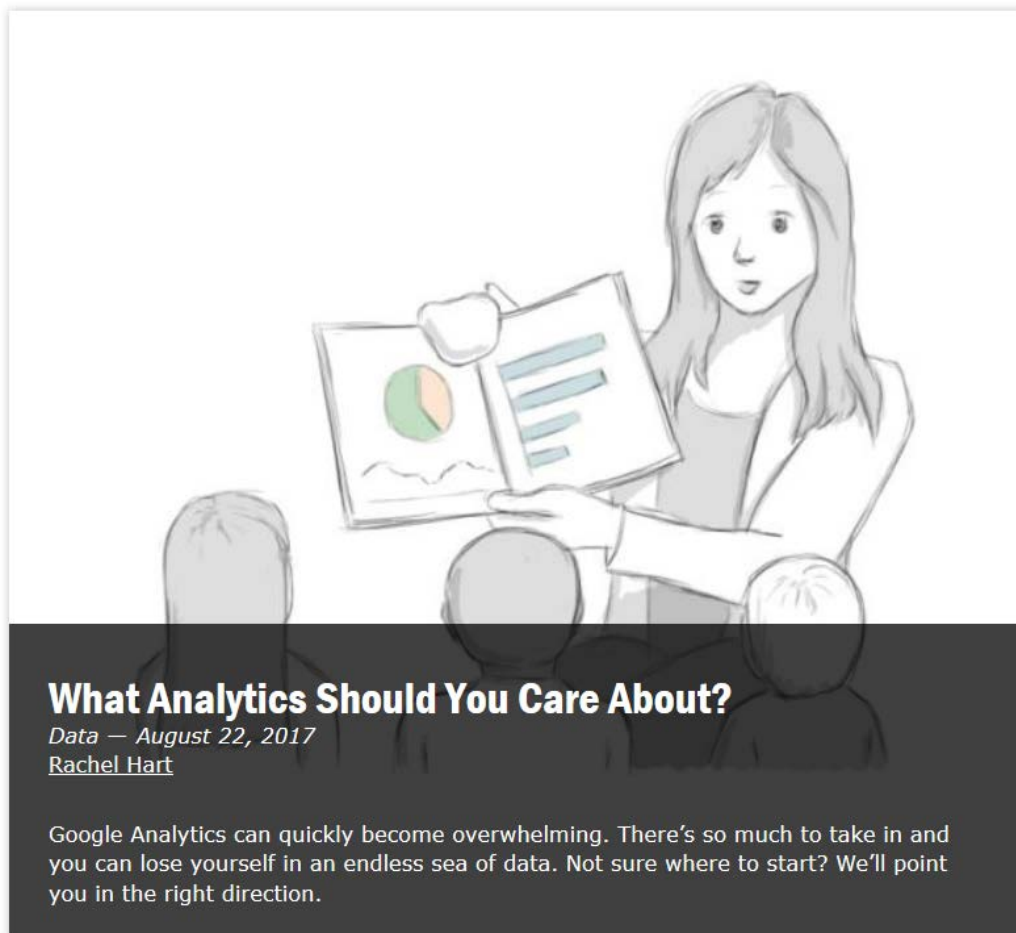 What Analytics Should You Care About?
Data — August 22, 2017
Rachel Hart
Google Analytics can quickly become overwhelming. There's so much to take in and
you can lose yourself in an endless sea of data. Not sure where to start? We'll point
you in the right direction.